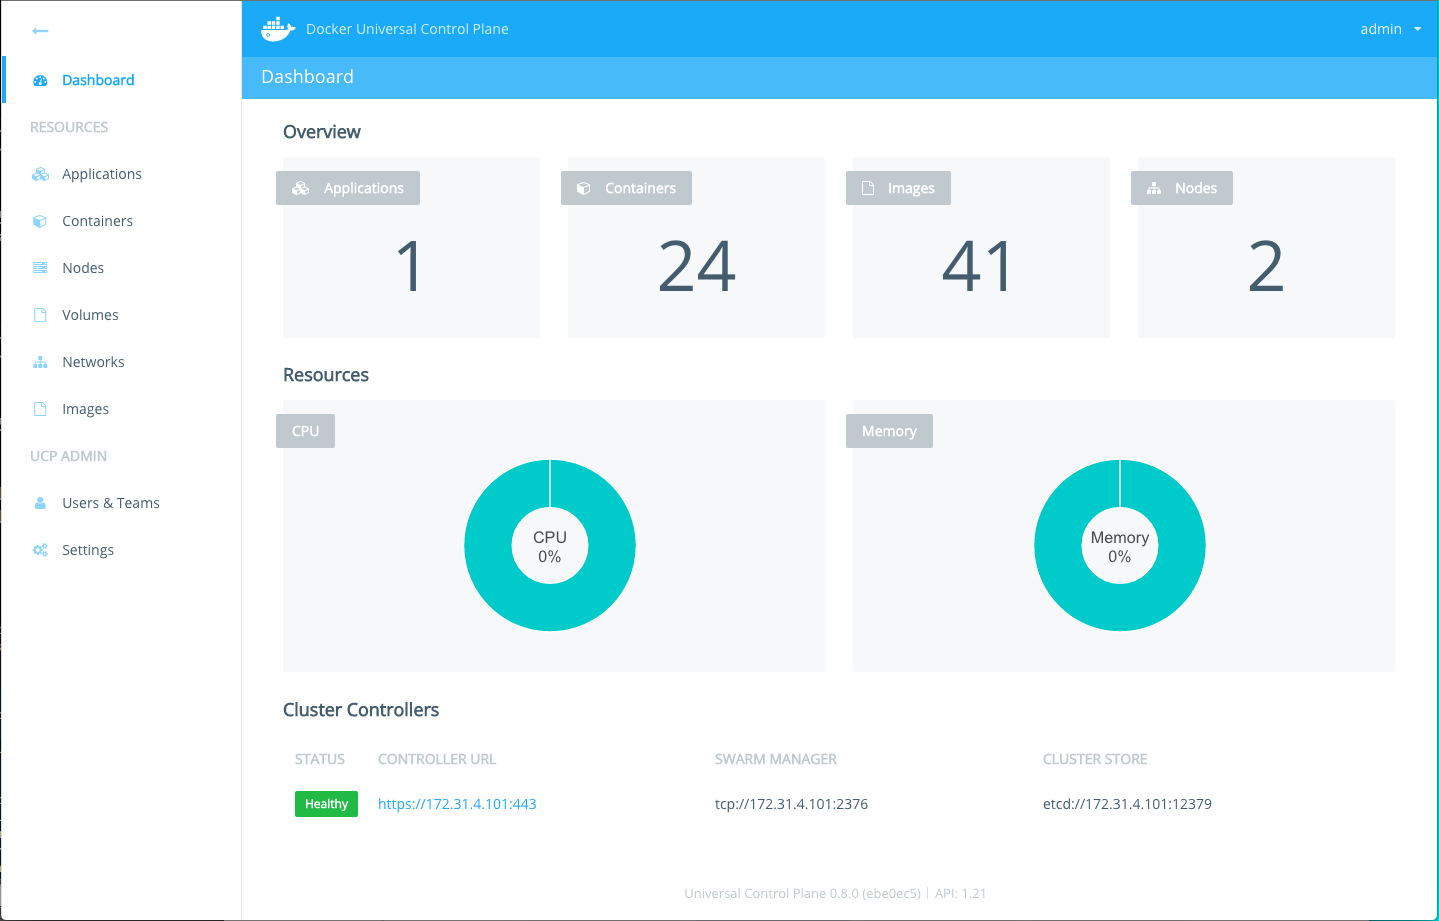 Docker Universal Control Plane
admin
Dashboard
Dashboard
RESOURCES
Applications
Containers
Nodes
Volumes
Networks
Images
UCP ADMIN
Users & Teams
Settings
Overview
Applications
1
Containers
24
Images
41
Nodes
2
Resources
CPU
CPU
0%
Memory
Memory
0%
Cluster Controllers
STATUS CONTROLLER URL SWARM MANAGER CLUSTER STORE
Healthy https://172.31.4.101:443 tcp://172.31.4.101:2376 etcd://172.31.4.101:12379
Universal Control Plane 0.8.0 (ebe0ec5) | API: 1.21